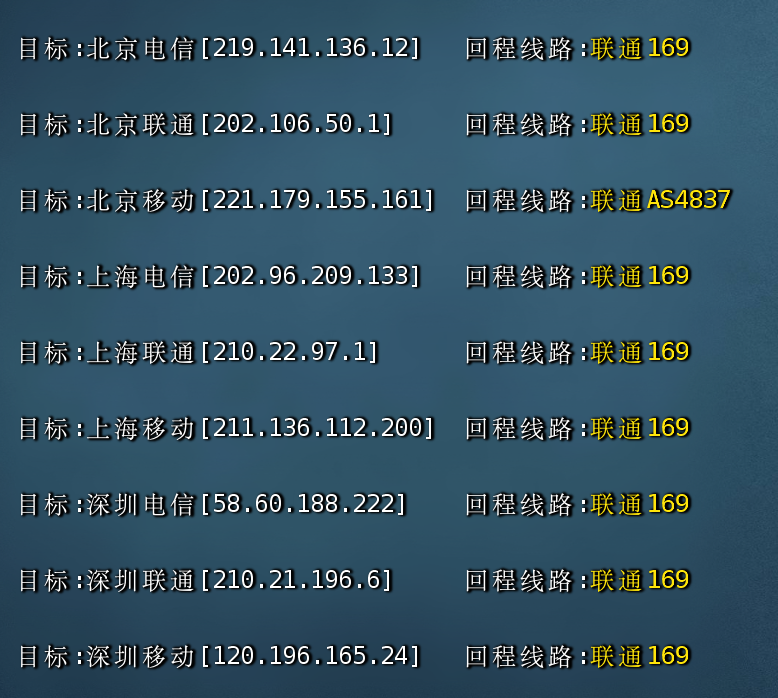 目标:北京电信[219.141.136.12] 回程线路:联通169
目标:北京联通[202.106.50.1] 回程线路:联通169
目标:北京移动[221.179.155.161] 回程线路:联通AS4837
目标:上海电信[202.96.209.133] 回程线路:联通169
目标:上海联通[210.22.97.1] 回程线路:联通169
目标:上海移动[211.136.112.200] 回程线路:联通169
目标:深圳电信[58.60.188.222] 回程线路:联通169
目标:深圳联通[210.21.196.6] 回程线路:联通169
目标:深圳移动[120.196.165.24] 回程线路:联通169